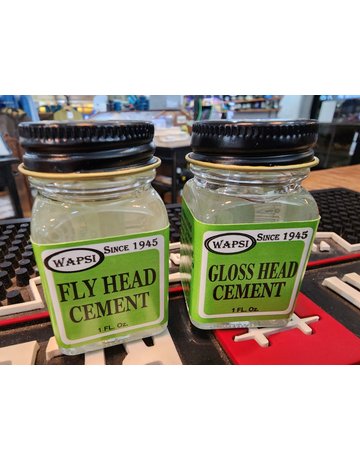 WAPSI
SINCE 1945
FLY HEAD
CEMENT
1 FL. OZ.
WAPSI
SINCE 1945
GLOSS HEAD
CEMENT
1 FL. OZ.